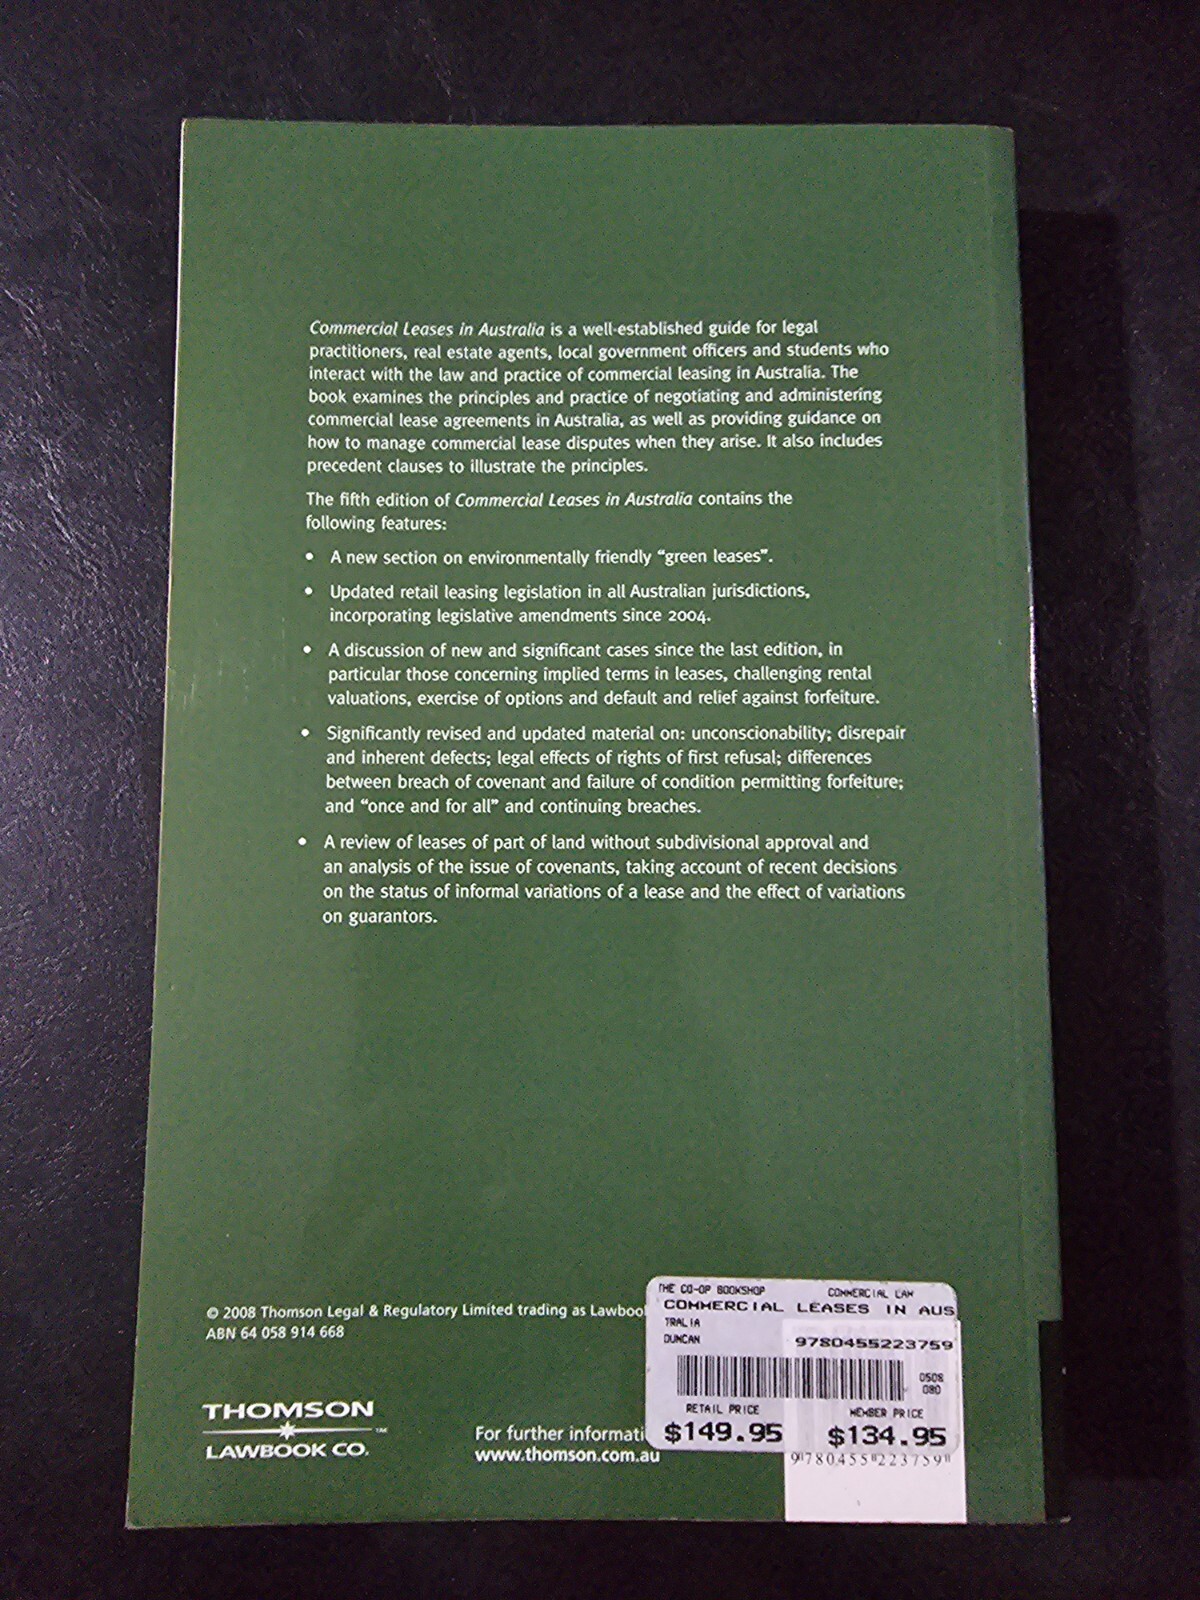 Commercial Leases in Australia is a well-established guide for legal
practitioners, real estate agents, local government officers and students who
interact with the law and practice of commercial leasing in Australia. The
book examines the principles and practice of negotiating and administering
commercial lease agreements in Australia, as well as providing guidance on
how to manage commercial lease disputes when they arise. It also includes
precedent clauses to illustrate the principles.
The fifth edition of Commercial Leases in Australia contains the
following features:
• A new section on environmentally friendly “green leases”.
• Updated retail leasing legislation in all Australian jurisdictions,
incorporating legislative amendments since 2004.
• A discussion of new and significant cases since the last edition, in
particular those concerning implied terms in leases, challenging rental
valuations, exercise of options and default and relief against forfeiture.
• Significantly revised and updated material on: unconscionability; disrepair
and inherent defects; legal effects of rights of first refusal; differences
between breach of covenant and failure of condition permitting forfeiture;
and “once and for all” and continuing breaches.
• A review of leases of part of land without subdivisional approval and
an analysis of the issue of covenants, taking account of recent decisions
on the status of informal variations of a lease and the effect of variations
on guarantors.
© 2008 Thomson Legal & Regulatory Limited trading as Lawboo
ABN 64 058 914 668
THOMSON
LAWBOOK CO.
For further informati
www.thomson.com.au
THE CO-OP BOOKSHOP COMMERCIAL LAW
COMMERCIAL LEASES IN AUS
TRALIA
DUNCAN 9780455223759
0508
080
RETAIL PRICE MEMBER PRICE
$149.95 $134.95
9 780455 223759